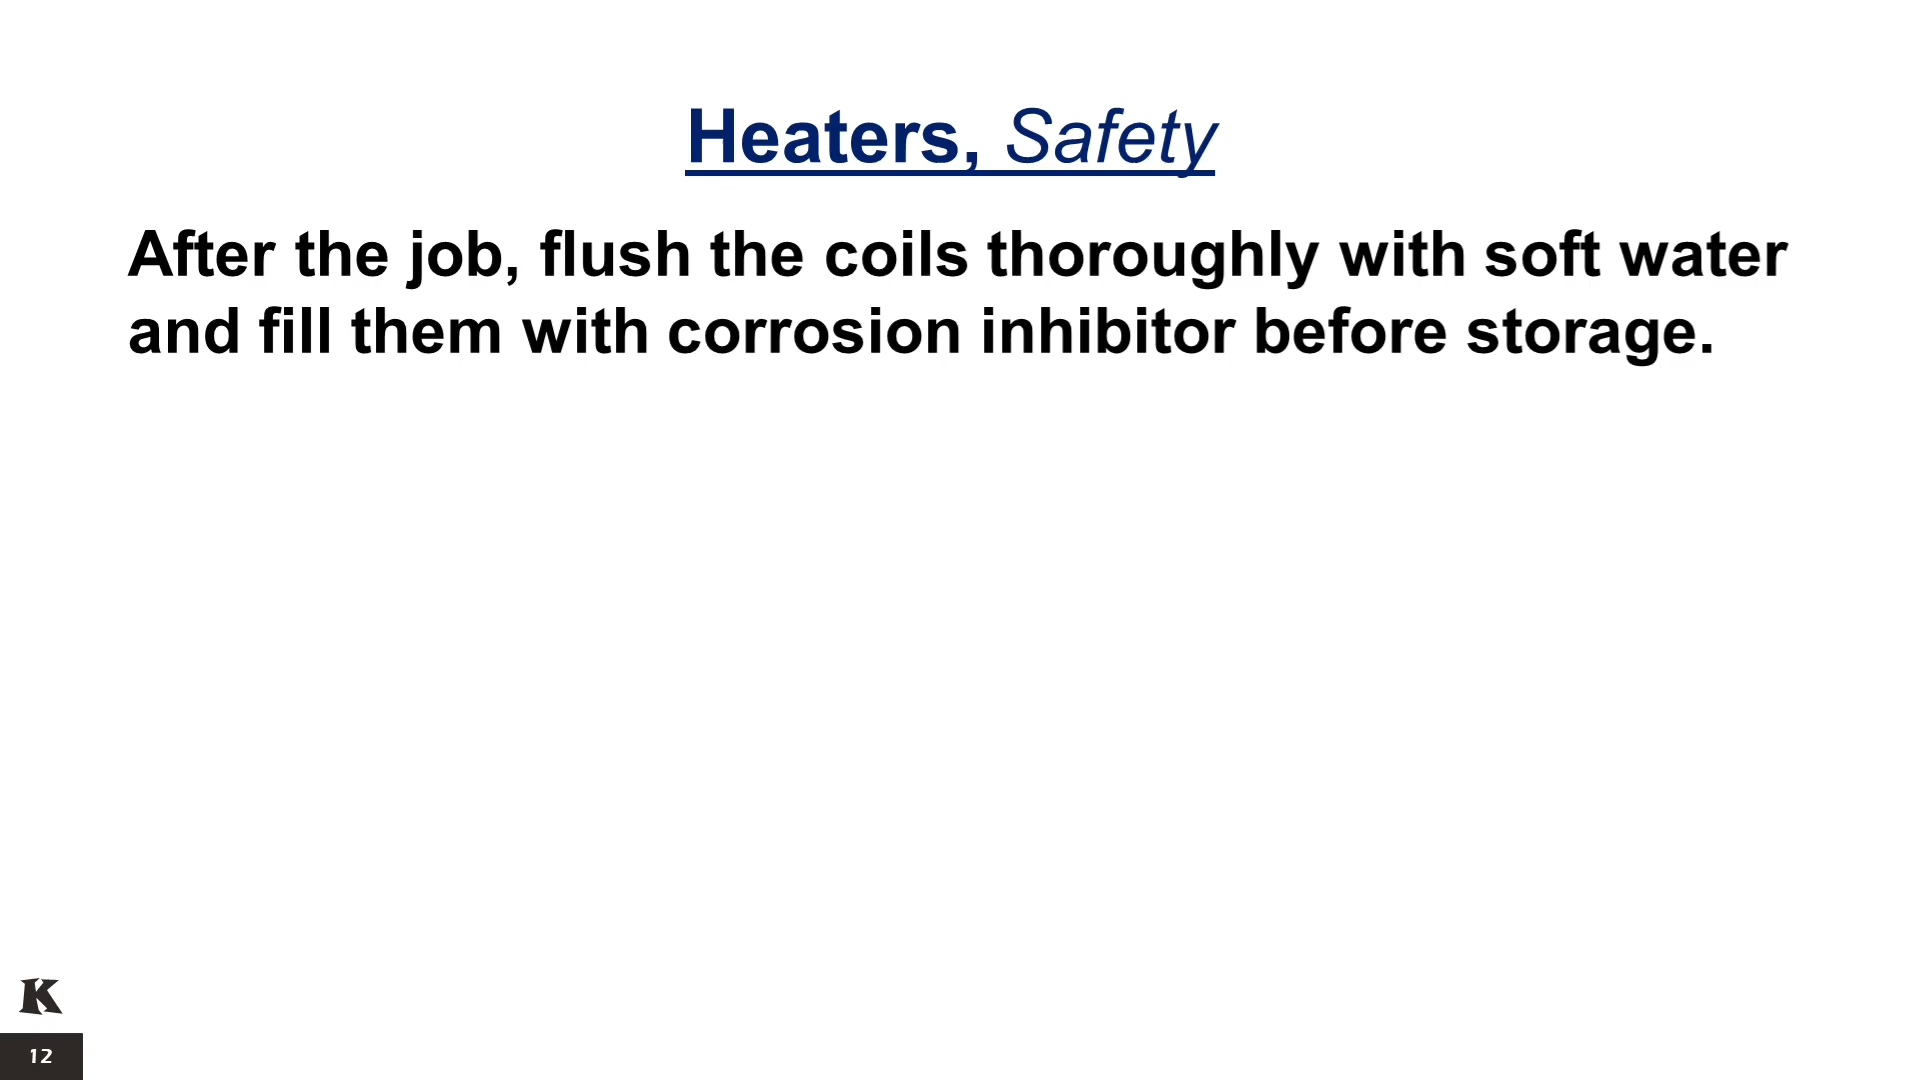 Heaters, Safety
After the job, flush the coils thoroughly with soft water
and fill them with corrosion inhibitor before storage.
K
12